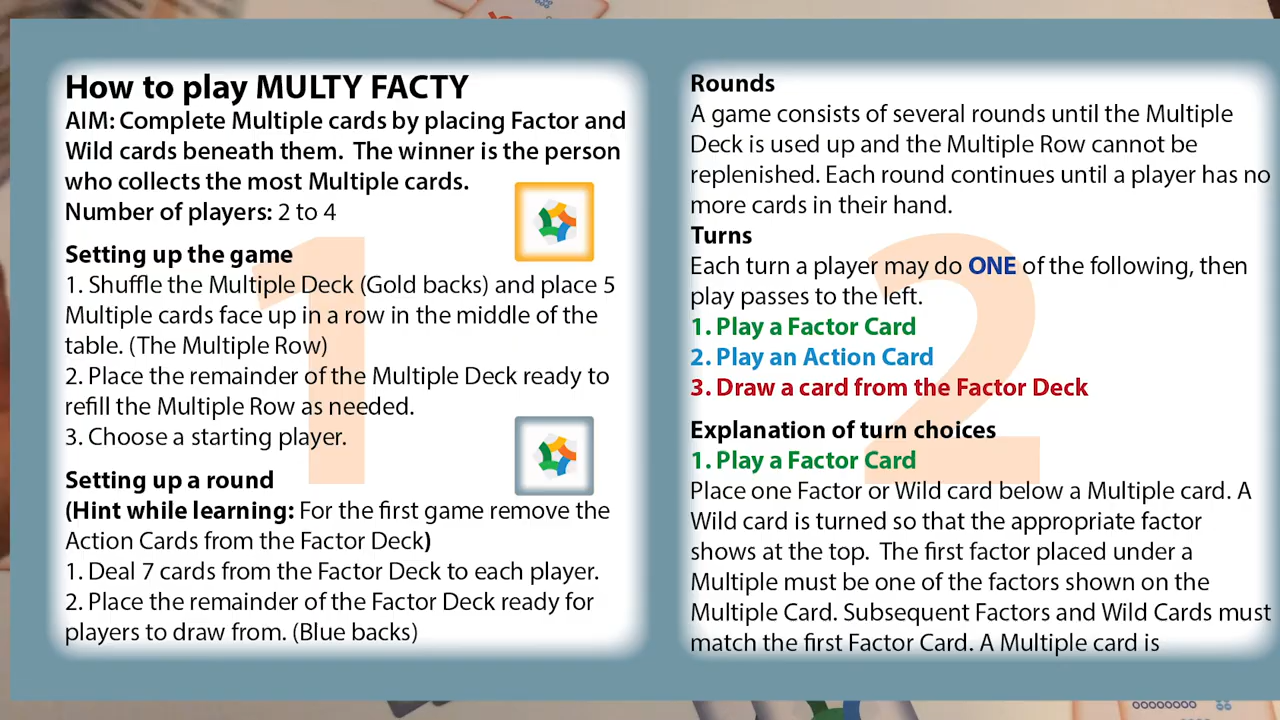 How to play MULTY FACTY
AIM: Complete Multiple cards by placing Factor and
Wild cards beneath them.  The winner is the person
who collects the most Multiple cards.
Number of players: 2 to 4
Setting up the game
1. Shuffle the Multiple Deck (Gold backs) and place 5
Multiple cards face up in a row in the middle of the
table. (The Multiple Row)
2. Place the remainder of the Multiple Deck ready to
refill the Multiple Row as needed.
3. Choose a starting player.
Setting up a round
(Hint while learning: For the first game remove the
Action Cards from the Factor Deck)
1. Deal 7 cards from the Factor Deck to each player.
2. Place the remainder of the Factor Deck ready for
players to draw from. (Blue backs)
1
Rounds
A game consists of several rounds until the Multiple
Deck is used up and the Multiple Row cannot be
replenished. Each round continues until a player has no
more cards in their hand.
Turns
Each turn a player may do ONE of the following, then
play passes to the left.
1. Play a Factor Card
2. Play an Action Card
3. Draw a card from the Factor Deck
Explanation of turn choices
1. Play a Factor Card
Place one Factor or Wild card below a Multiple card. A
Wild card is turned so that the appropriate factor
shows at the top.  The first factor placed under a
Multiple must be one of the factors shown on the
Multiple Card. Subsequent Factors and Wild Cards must
match the first Factor Card. A Multiple card is
2